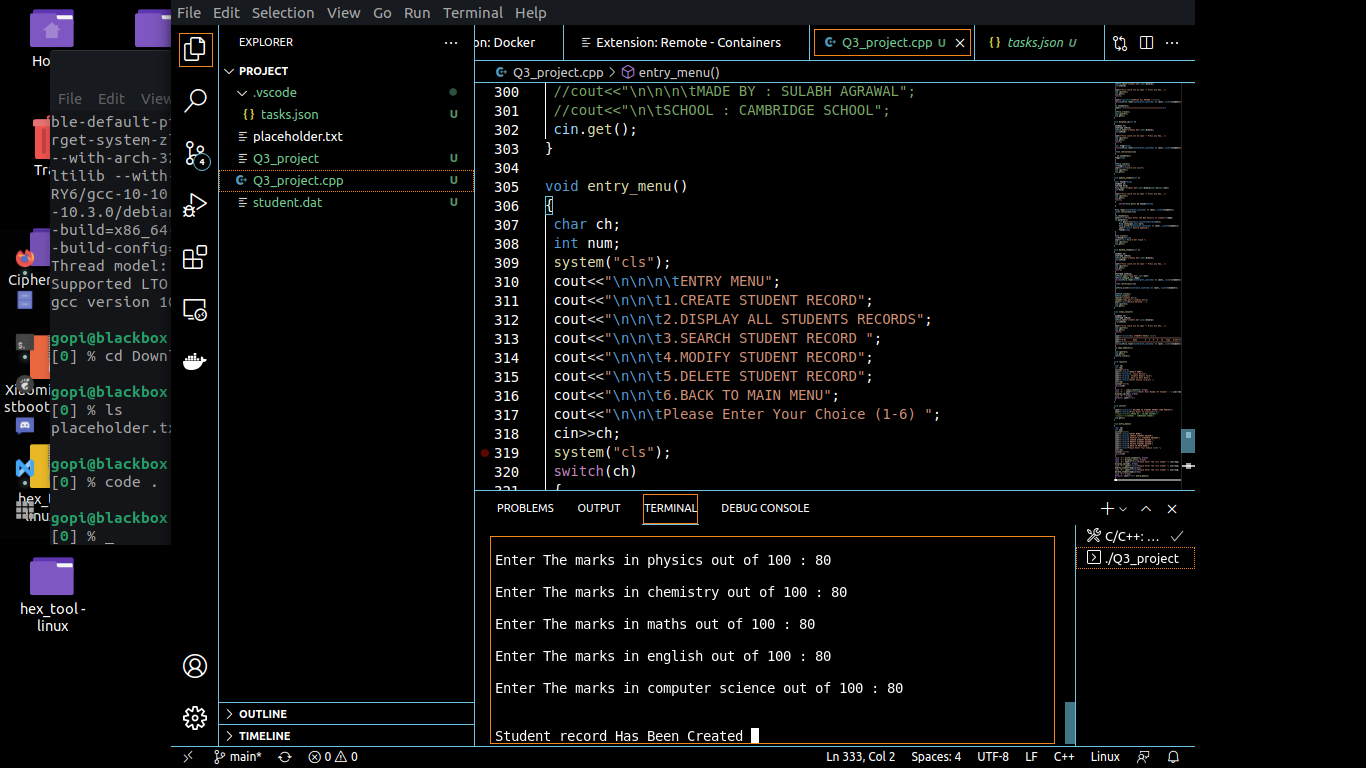 File Edit Selection View Go Run Terminal Help
EXPLORER
on: Docker
Extension: Remote - Containers
Q3_project.cpp U
tasks.json U
PROJECT
.vscode
tasks.json U
placeholder.txt
Q3_project U
Q3_project.cpp U
student.dat U
OUTLINE
TIMELINE
4
Q3_project.cpp > entry_menu()
300 //cout<<"\n\n\n\tMADE BY : SULABH AGRAWAL";
301 //cout<<"\n\tSCHOOL : CAMBRIDGE SCHOOL";
302 cin.get();
303 }
304
305 void entry_menu()
306 {
307 char ch;
308 int num;
309 system("cls");
310 cout<<"\n\n\n\tENTRY MENU";
311 cout<<"\n\n\t1.CREATE STUDENT RECORD";
312 cout<<"\n\n\t2.DISPLAY ALL STUDENTS RECORDS";
313 cout<<"\n\n\t3.SEARCH STUDENT RECORD ";
314 cout<<"\n\n\t4.MODIFY STUDENT RECORD";
315 cout<<"\n\n\t5.DELETE STUDENT RECORD";
316 cout<<"\n\n\t6.BACK TO MAIN MENU";
317 cout<<"\n\n\tPlease Enter Your Choice (1-6) ";
318 cin>>ch;
319 system("cls");
320 switch(ch)
321 {
PROBLEMS OUTPUT TERMINAL DEBUG CONSOLE
Enter The marks in physics out of 100 : 80
Enter The marks in chemistry out of 100 : 80
Enter The marks in maths out of 100 : 80
Enter The marks in english out of 100 : 80
Enter The marks in computer science out of 100 : 80
Student record Has Been Created
C/C++: ...
./Q3_project
main* 0 0 Ln 333, Col 2 Spaces: 4 UTF-8 LF C++ Linux
File Edit View
ble-default-pi
rget-system-z
--with-arch-32
ltllib --with-
RY6/gcc-10-10
-10.3.0/debian
-build=x86_64
-build-config=
Thread model:
Supported LTO
gcc version 10
gopi@blackbox
[0] % cd Down
gopi@blackbox
[0] % ls
placeholder.tx
gopi@blackbox
[0] % code .
gopi@blackbox
[0] % _
Ho
Tr
Cipher
Xiaomi
stboot
hex_
linu
hex_tool-
linux